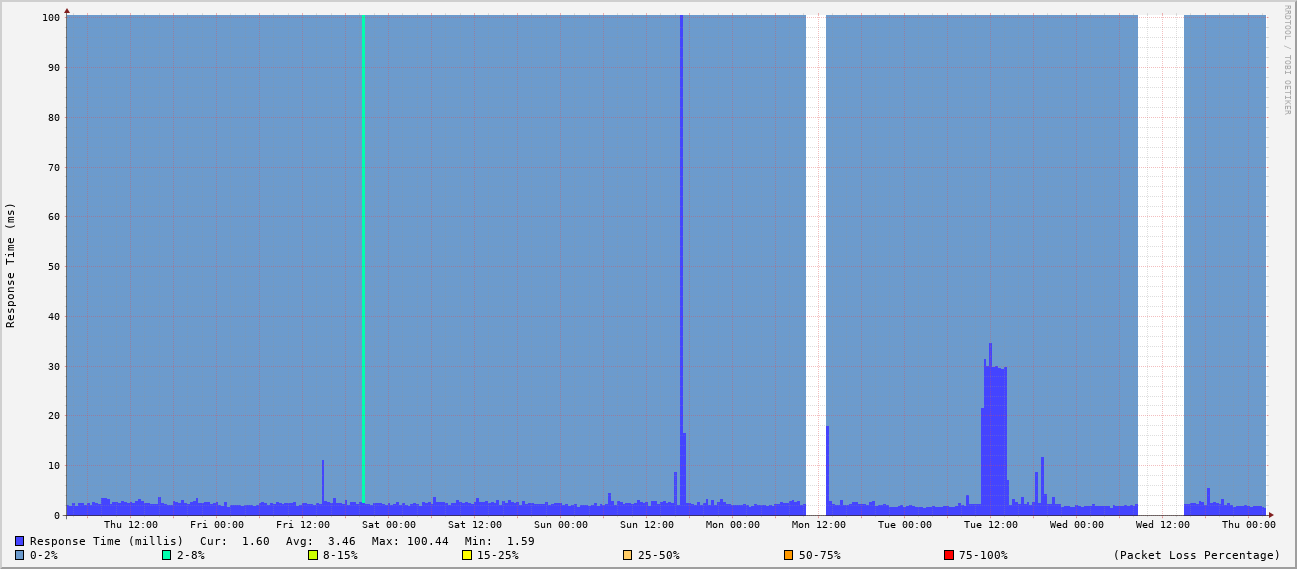 RRDTOOL / TOBI OETIKER
Response Time (ms)
100
90
80
70
60
50
40
30
20
10
0
Thu 12:00 Fri 00:00 Fri 12:00 Sat 00:00 Sat 12:00 Sun 00:00 Sun 12:00 Mon 00:00 Mon 12:00 Tue 00:00 Tue 12:00 Wed 00:00 Wed 12:00 Thu 00:00
Response Time (millis) Cur: 1.60 Avg: 3.46 Max: 100.44 Min: 1.59
0-2% 2-8% 8-15% 15-25% 25-50% 50-75% 75-100% (Packet Loss Percentage)